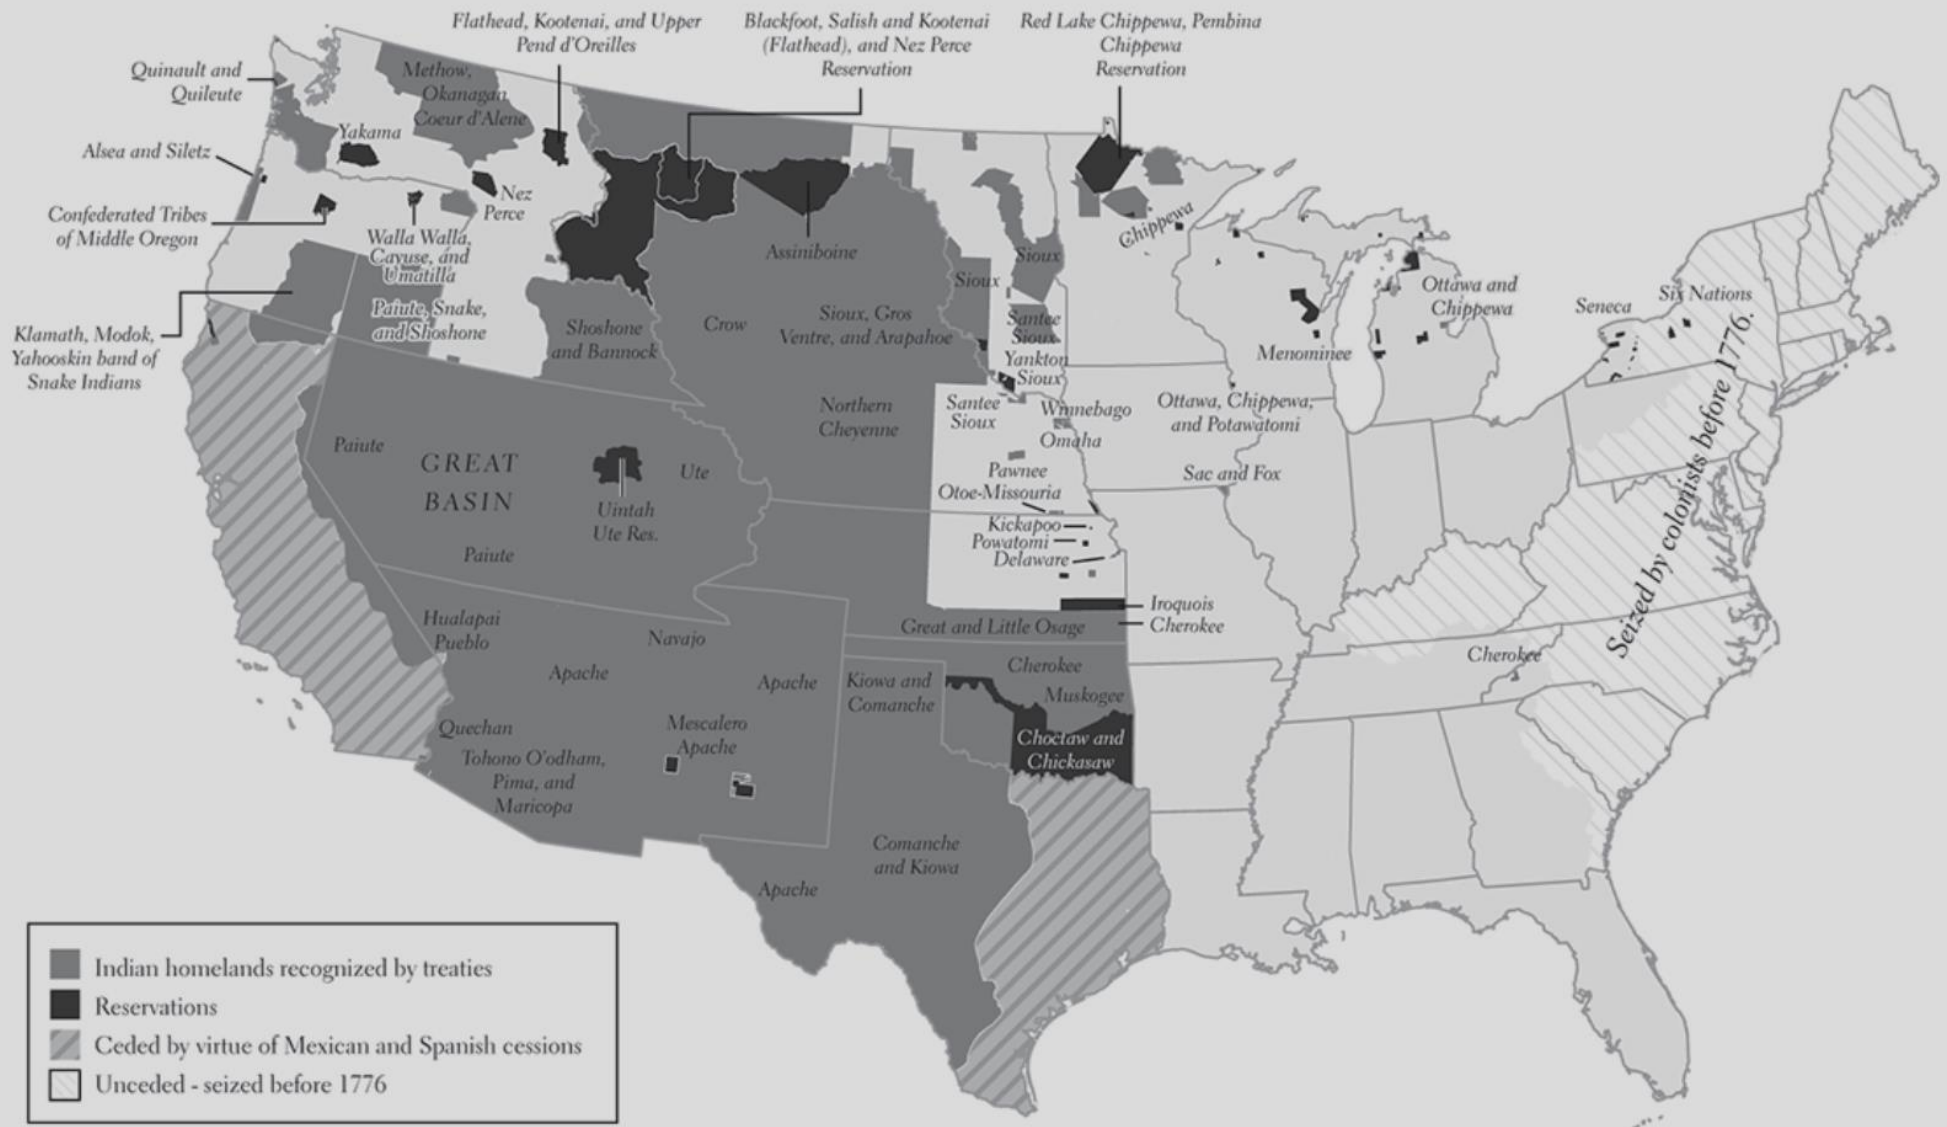 Flathead, Kootenai, and Upper
Pend d'Oreilles
Blackfoot, Salish and Kootenai
(Flathead), and Nez Perce
Reservation
Red Lake Chippewa, Pembina
Chippewa
Reservation
Quinault and
Quileute
Methow,
Okanagan
Coeur d'Alene
Yakama
Alsea and Siletz
Nez
Perce
Confederated Tribes
of Middle Oregon
Walla Walla,
Cayuse, and
Umatilla
Paiute, Snake,
and Shoshone
Klamath, Modok,
Yahooskin band of
Snake Indians
Shoshone
and Bannock
Crow
Assiniboine
Sioux, Gros
Ventre, and Arapahoe
Northern
Cheyenne
Sioux
Sioux
Santee
Sioux
Yankton
Sioux
Santee
Sioux
Winnebago
Omaha
Pawnee
Otoe-Missouria
Kickapoo
Powatomi
Delaware
Iroquois
Cherokee
Great and Little Osage
Chippewa
Menominee
Ottawa and
Chippewa
Ottawa, Chippewa,
and Potawatomi
Sac and Fox
Seneca
Six Nations
Seized by colonists before 1776.
Cherokee
Paiute
GREAT
BASIN
Ute
Uintah
Ute Res.
Paiute
Hualapai
Pueblo
Navajo
Apache
Apache
Quechan
Mescalero
Apache
Tohono O'odham,
Pima, and
Maricopa
Kiowa and
Comanche
Cherokee
Muskogee
Choctaw and
Chickasaw
Comanche
and Kiowa
Apache
Indian homelands recognized by treaties
Reservations
Ceded by virtue of Mexican and Spanish cessions
Unceded - seized before 1776